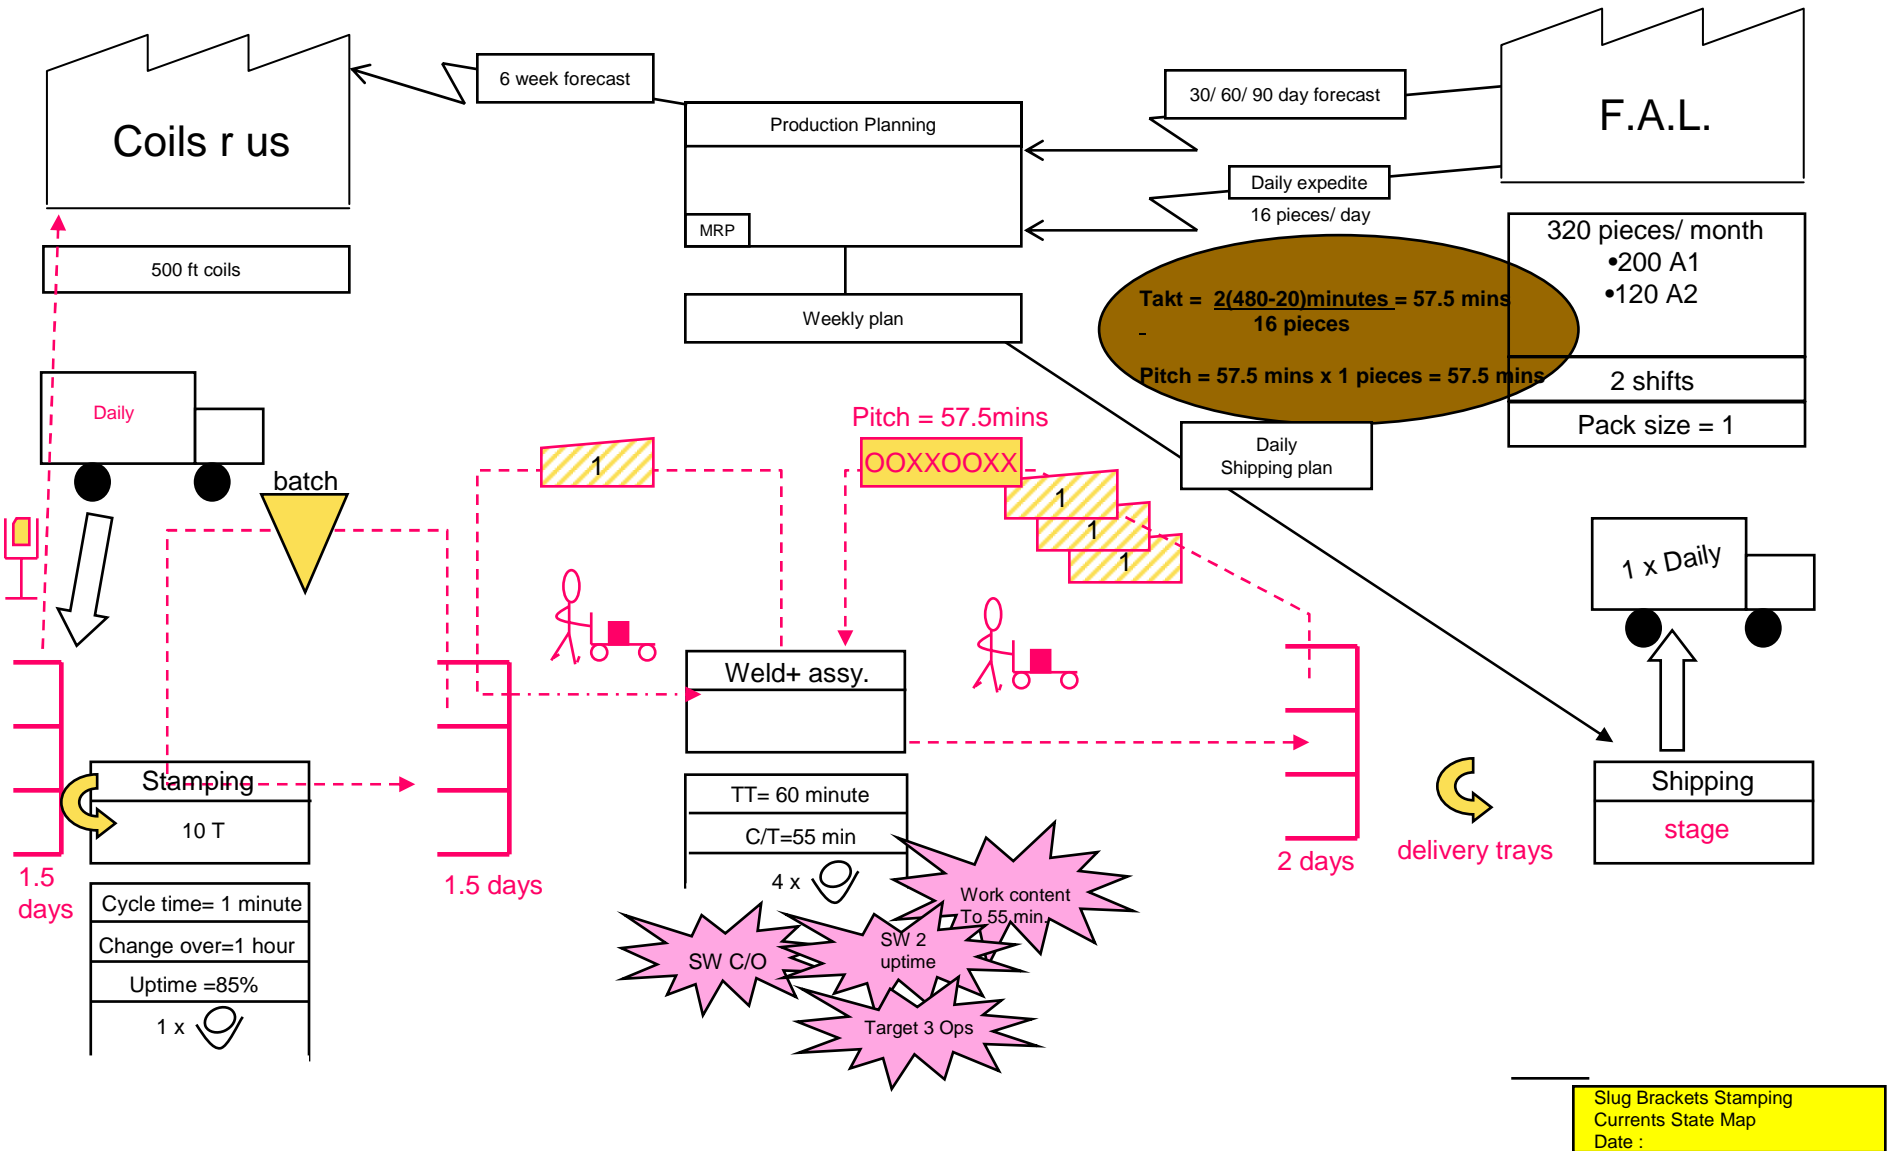 Coils r us
6 week forecast
Production Planning
MRP
30/ 60/ 90 day forecast
F.A.L.
Daily expedite
16 pieces/ day
500 ft coils
Weekly plan
Takt = 2(480-20)minutes = 57.5 mins
16 pieces
Pitch = 57.5 mins x 1 pieces = 57.5 mins
320 pieces/ month
•200 A1
•120 A2
2 shifts
Pack size = 1
Daily
batch
1
Pitch = 57.5mins
OOXXOOXX
1
1
1
Daily
Shipping plan
1 x Daily
Weld+ assy.
Stamping
10 T
TT= 60 minute
C/T=55 min
4 x
Shipping
stage
1.5
days
1.5 days
2 days
delivery trays
Cycle time= 1 minute
Change over=1 hour
Uptime =85%
1 x
Work content
To 55 min.
SW C/O
SW 2
uptime
Target 3 Ops
Slug Brackets Stamping
Currents State Map
Date :